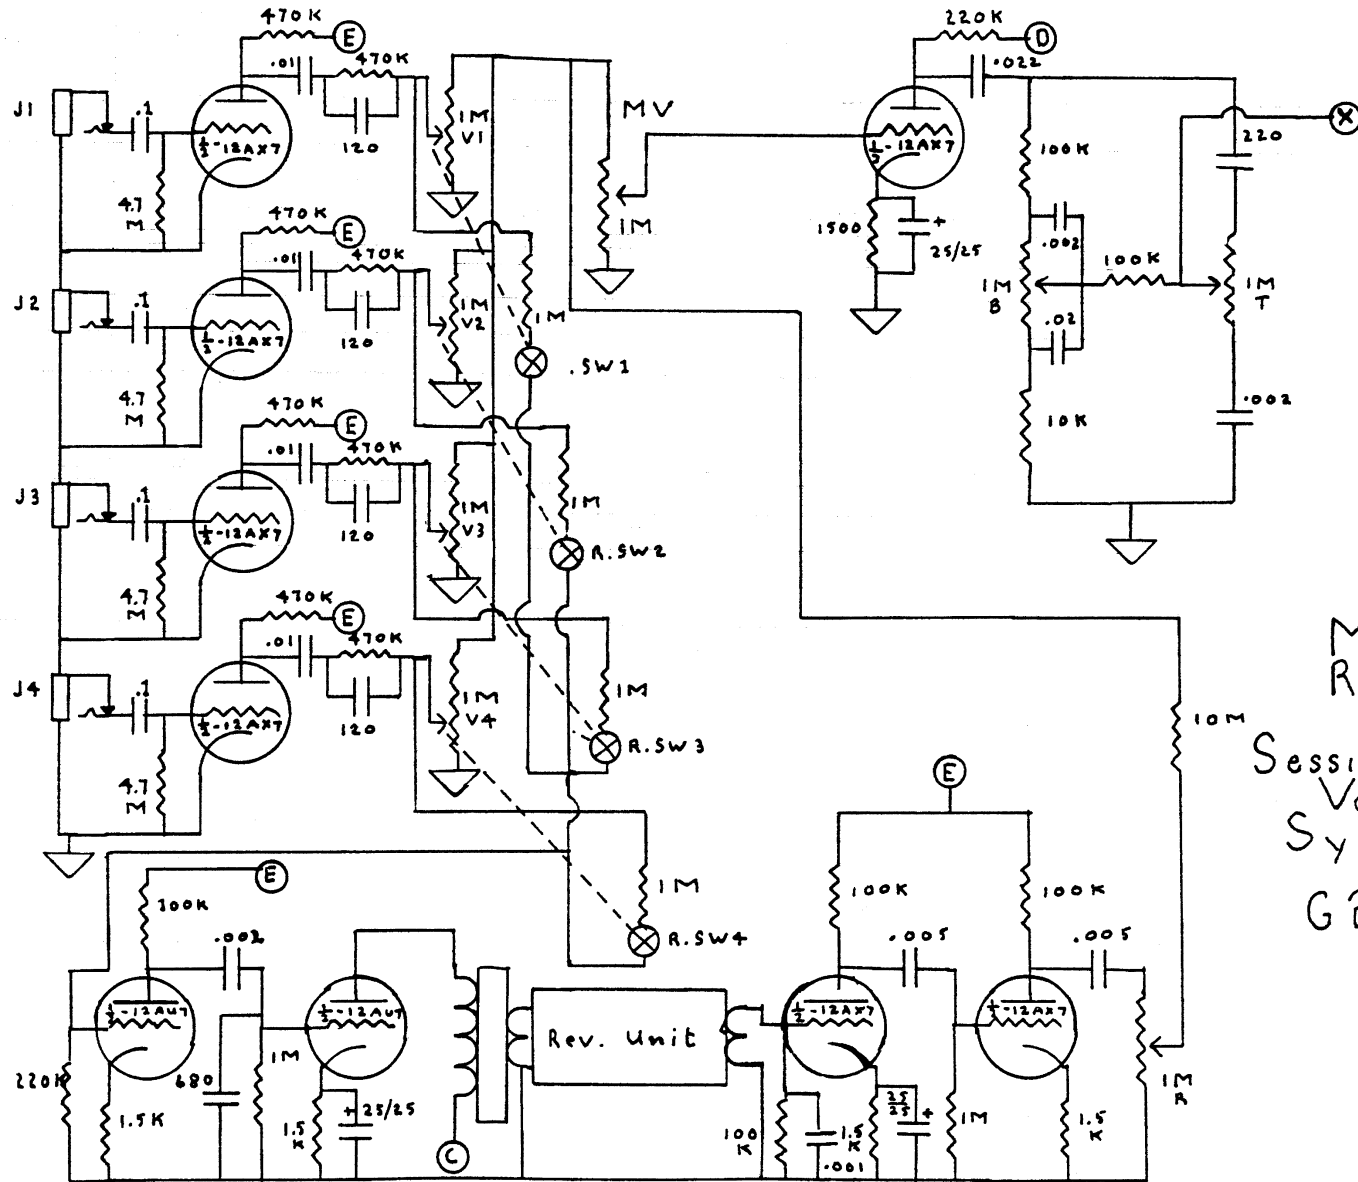 470K
E
.01
470K
120
J1
.1
½-12AX7
4.7
M
1M
V1
MV
1M
220K
D
.022
½-12AX7
1500
+
25/25
100K
.002
1M
B
.02
10K
100K
220
X
1M
T
.002
470K
E
.01
470K
120
J2
.1
½-12AX7
4.7
M
1M
V2
1M
.SW1
470K
E
.01
470K
120
J3
.1
½-12AX7
4.7
M
1M
V3
1M
R.SW2
470K
E
.01
470K
120
J4
.1
½-12AX7
4.7
M
1M
V4
1M
R.SW3
1M
R.SW4
10M
M
R
Sessi
Vo
Sy
G
E
100K
.002
½-12AU7
220K
1.5K
680
1M
½-12AU7
1.5
K
+
25/25
C
Rev. Unit
E
100K
100K
.005
.005
½-12AX7
½-12AX7
100
K
.001
1.5
K
25
25
+
1M
1.5
K
1M
R